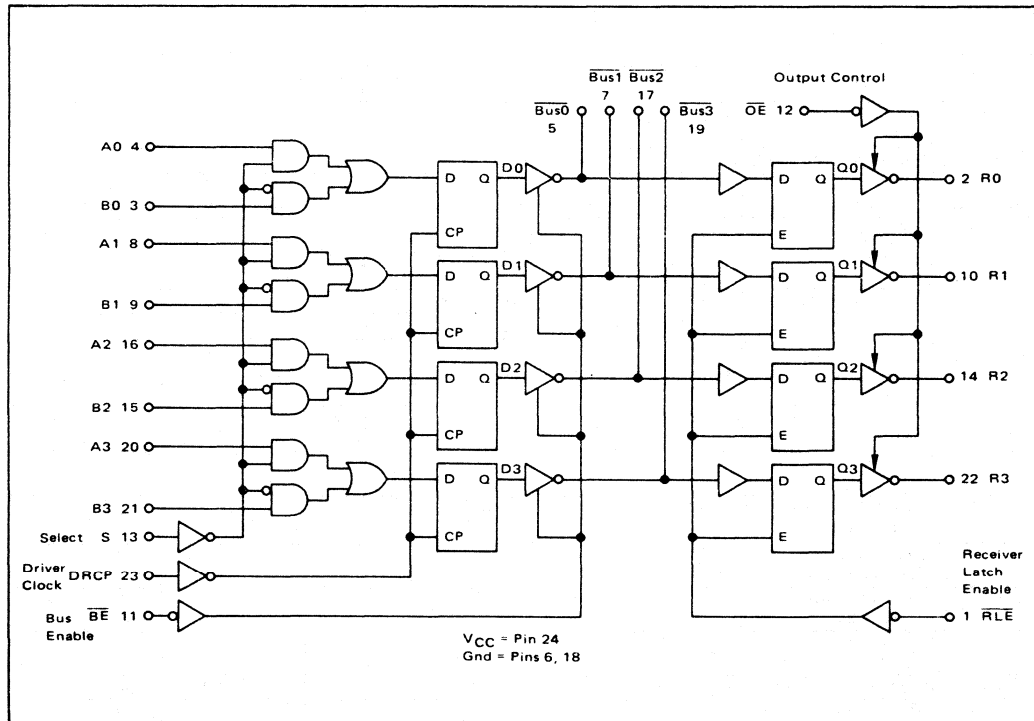 Output Control
Bus1 Bus2
7 17
Bus0 Bus3
5 19
OE 12
A0 4
B0 3
D Q D0
CP
D Q0
E
2 R0
A1 8
B1 9
D Q D1
CP
D Q1
E
10 R1
A2 16
B2 15
D Q D2
CP
D Q2
E
14 R2
A3 20
B3 21
D Q D3
CP
D Q3
E
22 R3
Select S 13
Driver
Clock DRCP 23
Bus BE 11
Enable
Receiver
Latch
Enable
1 RLE
VCC = Pin 24
Gnd = Pins 6, 18